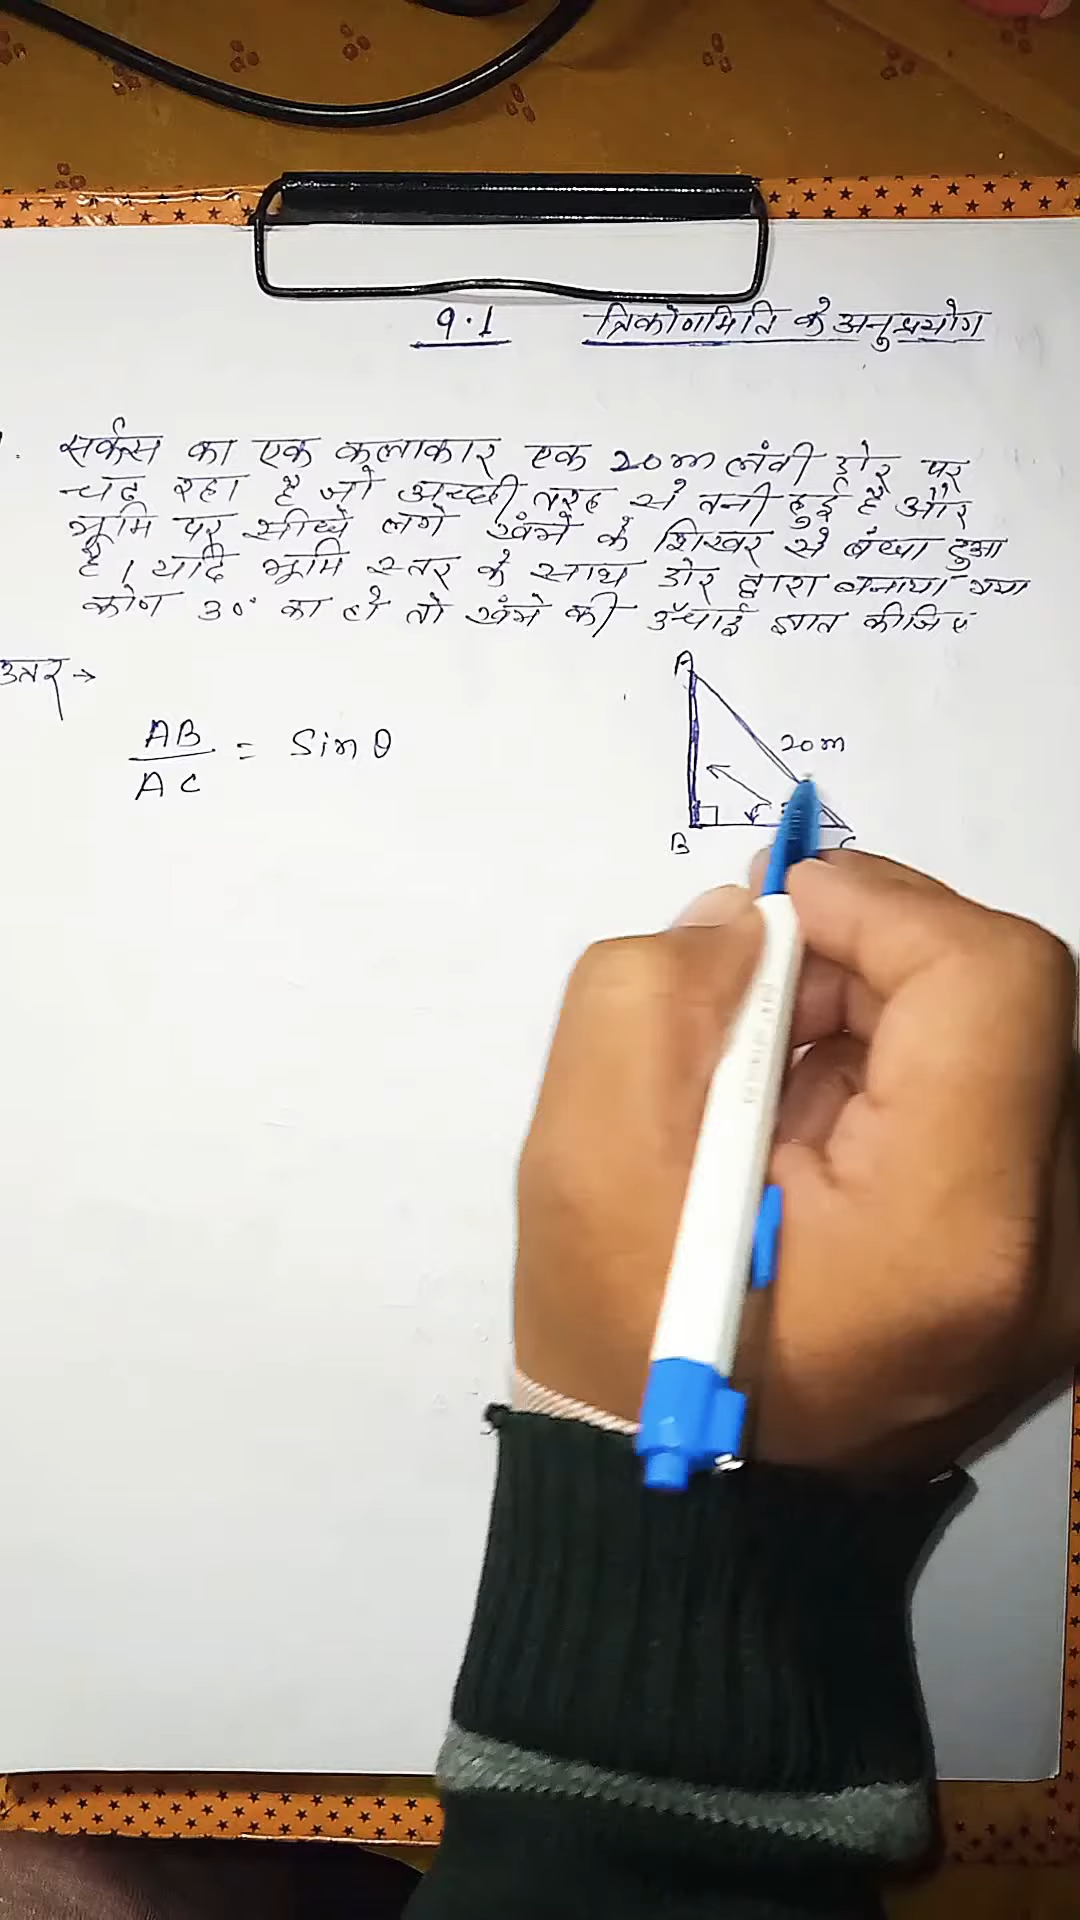 9.1 त्रिकोणमिति के अनुप्रयोग
सर्कस का एक कलाकार एक 20m लंबी डोर पर
चढ़ रहा है जो अच्छी तरह से तनी हुई है और
भूमि पर सीधे लगे खंभे के शिखर से बंधा हुआ
है। यदि भूमि स्तर के साथ डोर द्वारा बनाया गया
कोण 30° का हो तो खंभे की ऊँचाई ज्ञात कीजिए
उत्तर→
AB/AC = Sin θ
A
20m
B
C